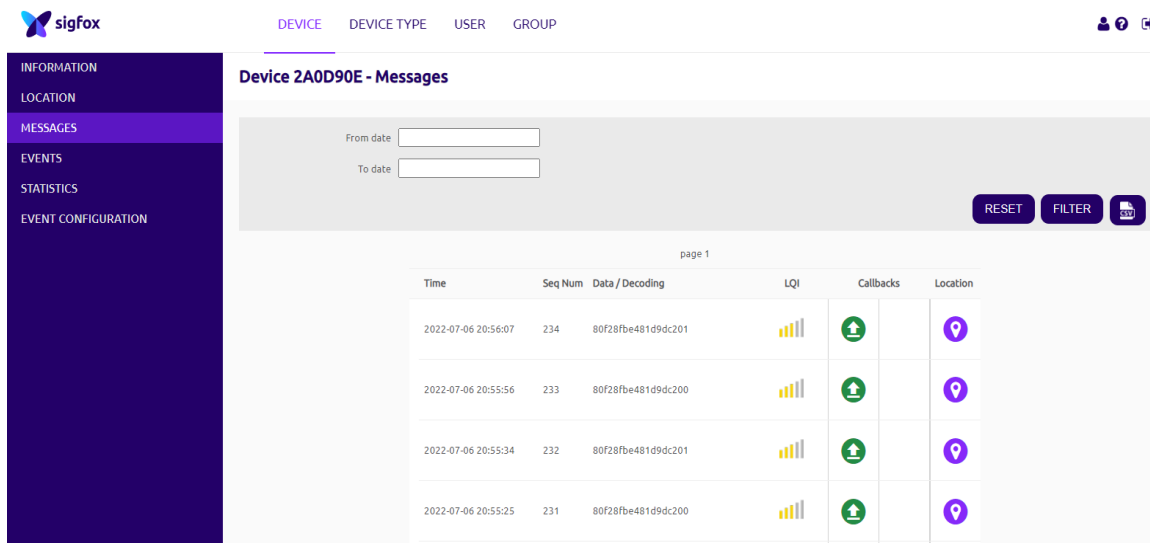 sigfox
DEVICE DEVICE TYPE USER GROUP
INFORMATION
LOCATION
MESSAGES
EVENTS
STATISTICS
EVENT CONFIGURATION
Device 2A0D90E - Messages
From date
To date
RESET FILTER CSV
page 1
Time Seq Num Data / Decoding LQI Callbacks Location
2022-07-06 20:56:07 234 80f28fbe481d9dc201
2022-07-06 20:55:56 233 80f28fbe481d9dc200
2022-07-06 20:55:34 232 80f28fbe481d9dc201
2022-07-06 20:55:25 231 80f28fbe481d9dc200